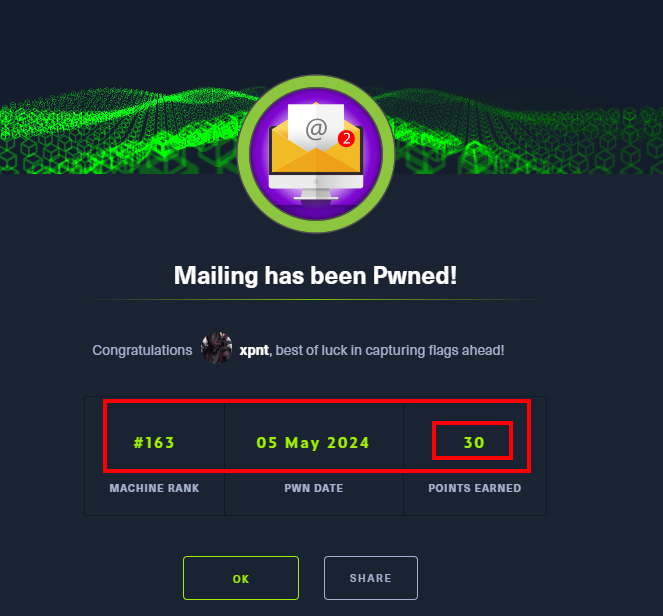 @
2
Mailing has been Pwned!
Congratulations xpnt, best of luck in capturing flags ahead!
#163 05 May 2024 30
MACHINE RANK PWN DATE POINTS EARNED
OK SHARE